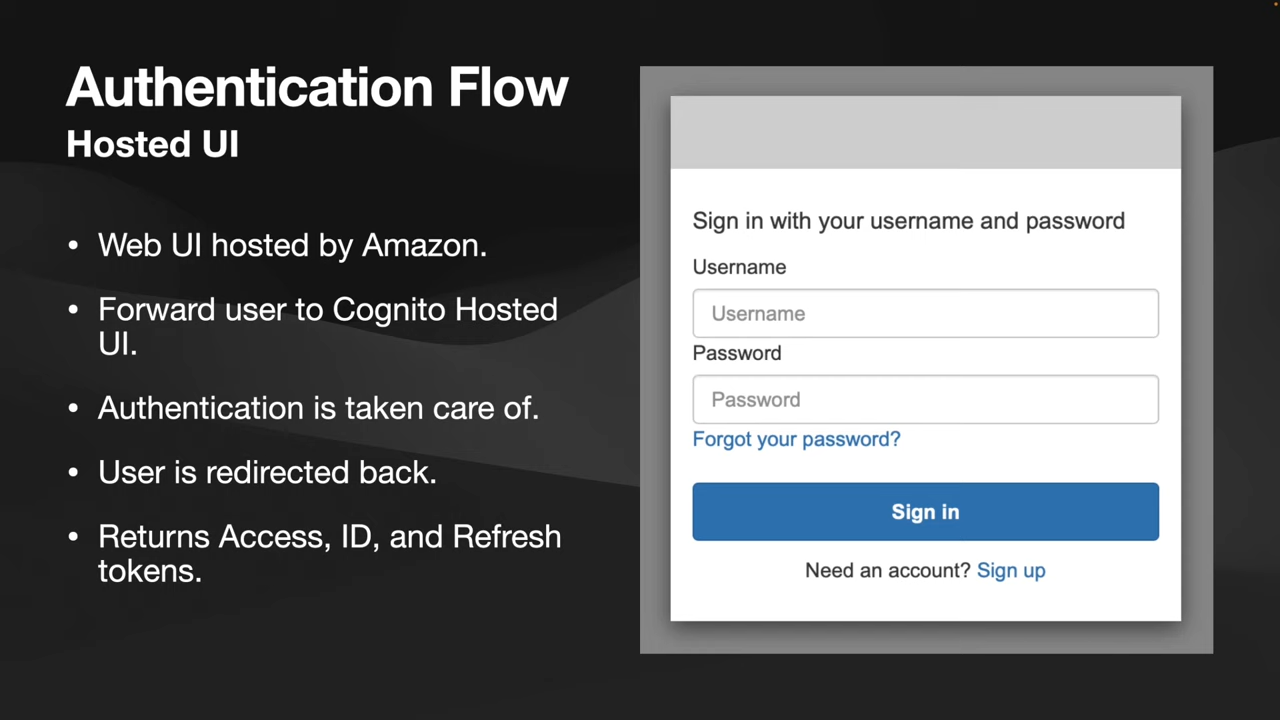 Authentication Flow
Hosted UI
• Web UI hosted by Amazon.
• Forward user to Cognito Hosted
UI.
• Authentication is taken care of.
• User is redirected back.
• Returns Access, ID, and Refresh
tokens.
Sign in with your username and password
Username
Username
Password
Password
Forgot your password?
Sign in
Need an account? Sign up